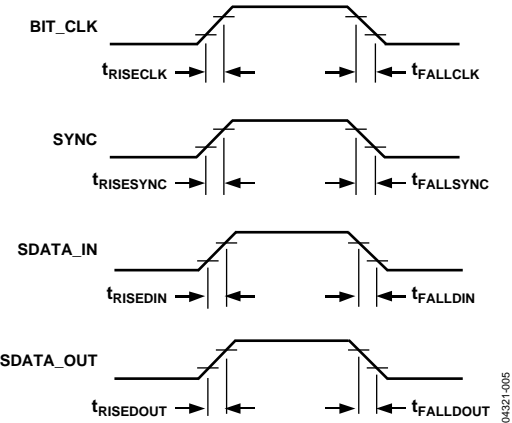 BIT_CLK
tRISECLK
tFALLCLK
SYNC
tRISESYNC
tFALLSYNC
SDATA_IN
tRISEDIN
tFALLDIN
SDATA_OUT
tRISEDOUT
tFALLDOUT
04321-005